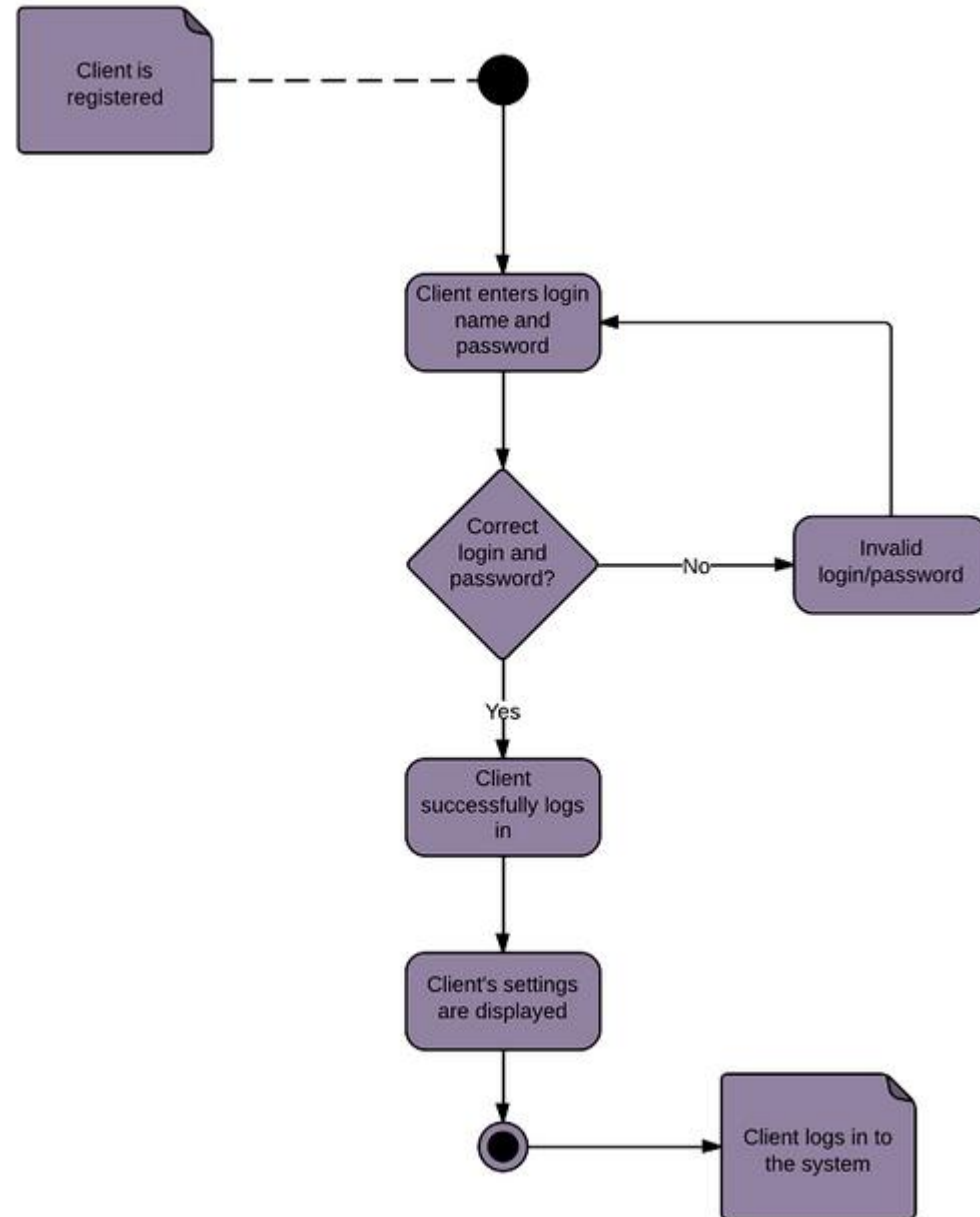 Client is
registered
Client enters login
name and
password
Correct
login and
password?
No
Invalid
login/password
Yes
Client
successfully logs
in
Client's settings
are displayed
Client logs in to
the system